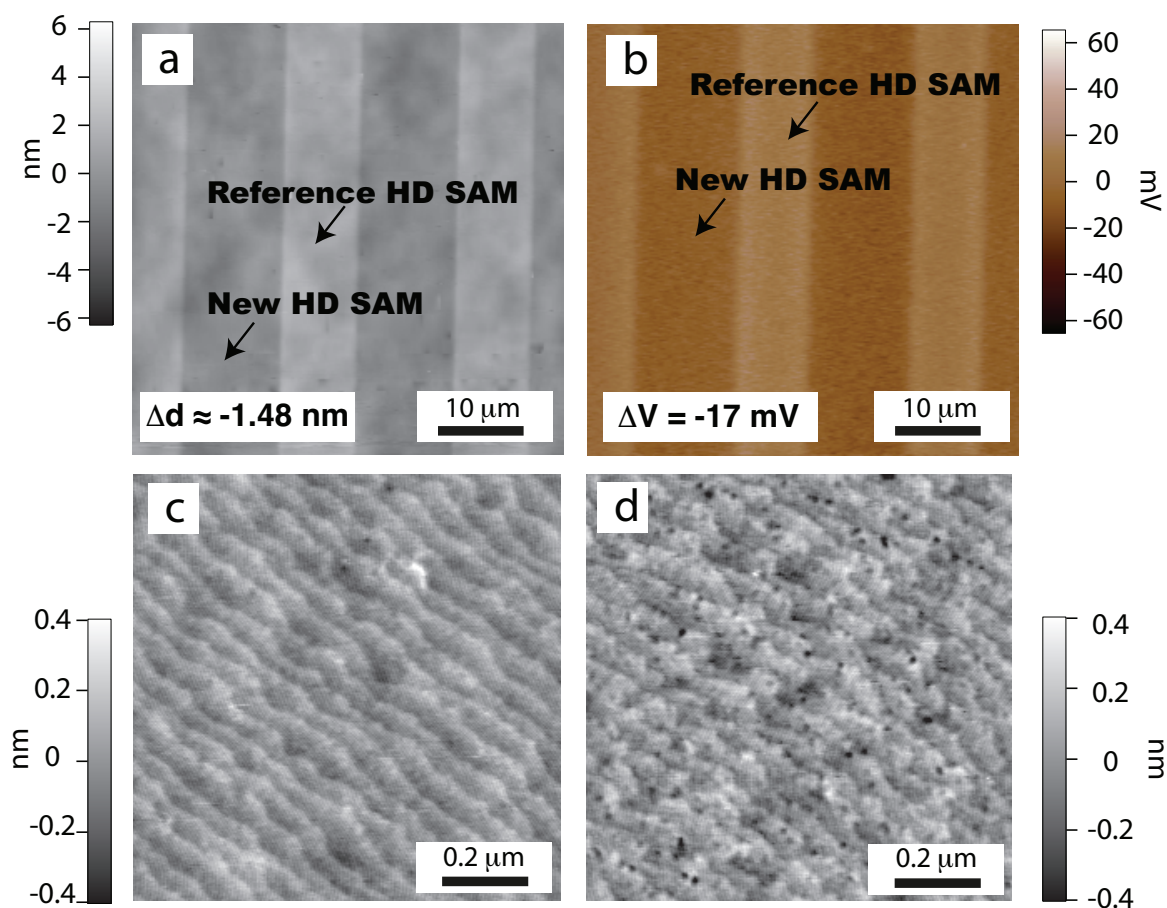 6
4
2
0
-2
-4
-6
nm
a
Reference HD SAM
New HD SAM
Δd ≈ -1.48 nm
10 μm
b
Reference HD SAM
New HD SAM
ΔV = -17 mV
10 μm
60
40
20
0
-20
-40
-60
mV
0.4
0.2
0
-0.2
-0.4
nm
c
0.2 μm
d
0.2 μm
0.4
0.2
0
-0.2
-0.4
nm